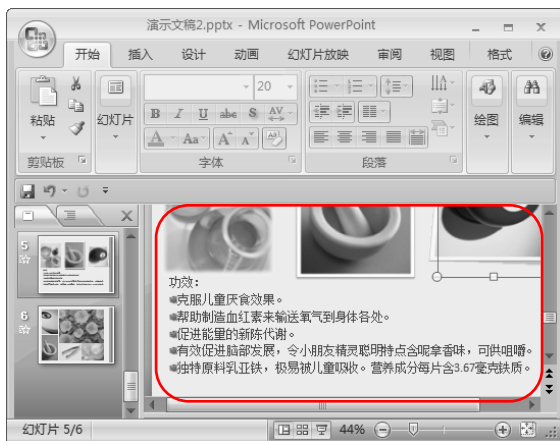 演示文稿2.pptx - Microsoft PowerPoint
开始 插入 设计 动画 幻灯片放映 审阅 视图 格式
粘贴 幻灯片 20 绘图 编辑
B I U abe S AV
A Aa A A
剪贴板 字体 段落
5
6
功效：
克服儿童厌食效果。
帮助制造血红素来输送氧气到身体各处。
促进能量的新陈代谢。
有效促进脑部发展，令小朋友精灵聪明特点含呢拿香味，可供咀嚼。
独特原料乳亚铁，极易被儿童吸收。营养成分每片含3.67毫克铁质。
幻灯片 5/6 44%